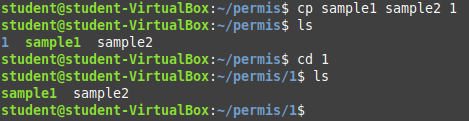 student@student-VirtualBox:~/permis$ cp sample1 sample2 1
student@student-VirtualBox:~/permis$ ls
1 sample1 sample2
student@student-VirtualBox:~/permis$ cd 1
student@student-VirtualBox:~/permis/1$ ls
sample1 sample2
student@student-VirtualBox:~/permis/1$